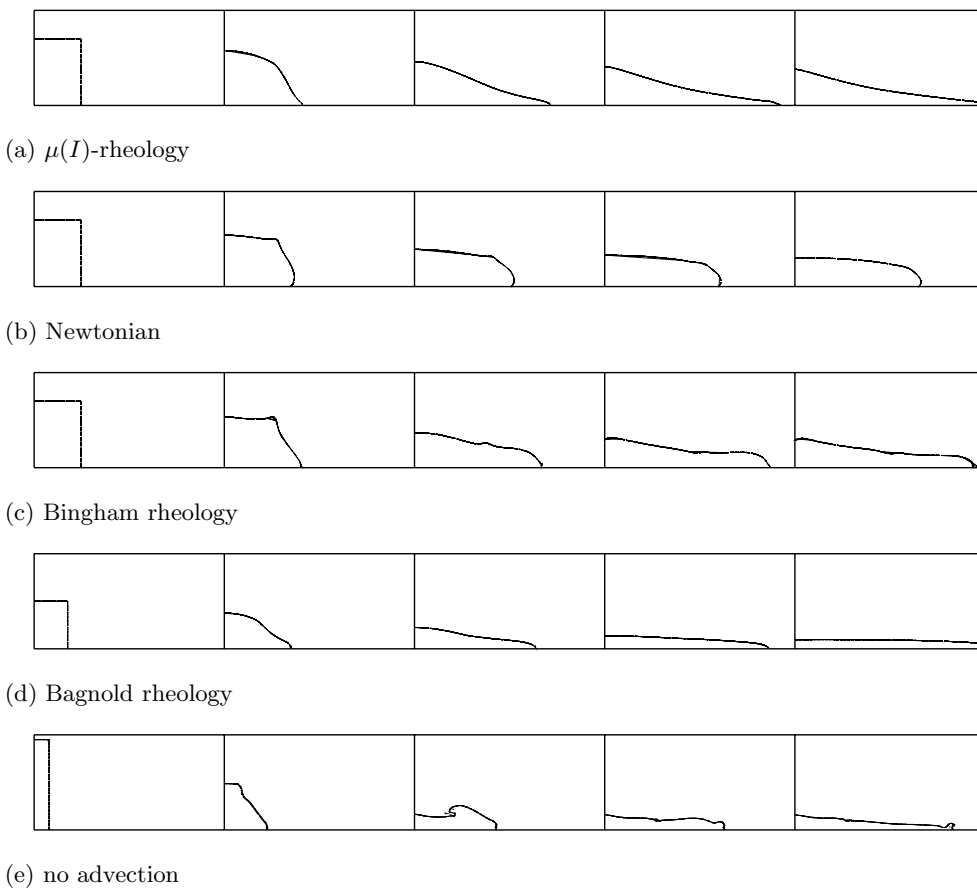 (a) μ(I)-rheology
(b) Newtonian
(c) Bingham rheology
(d) Bagnold rheology
(e) no advection